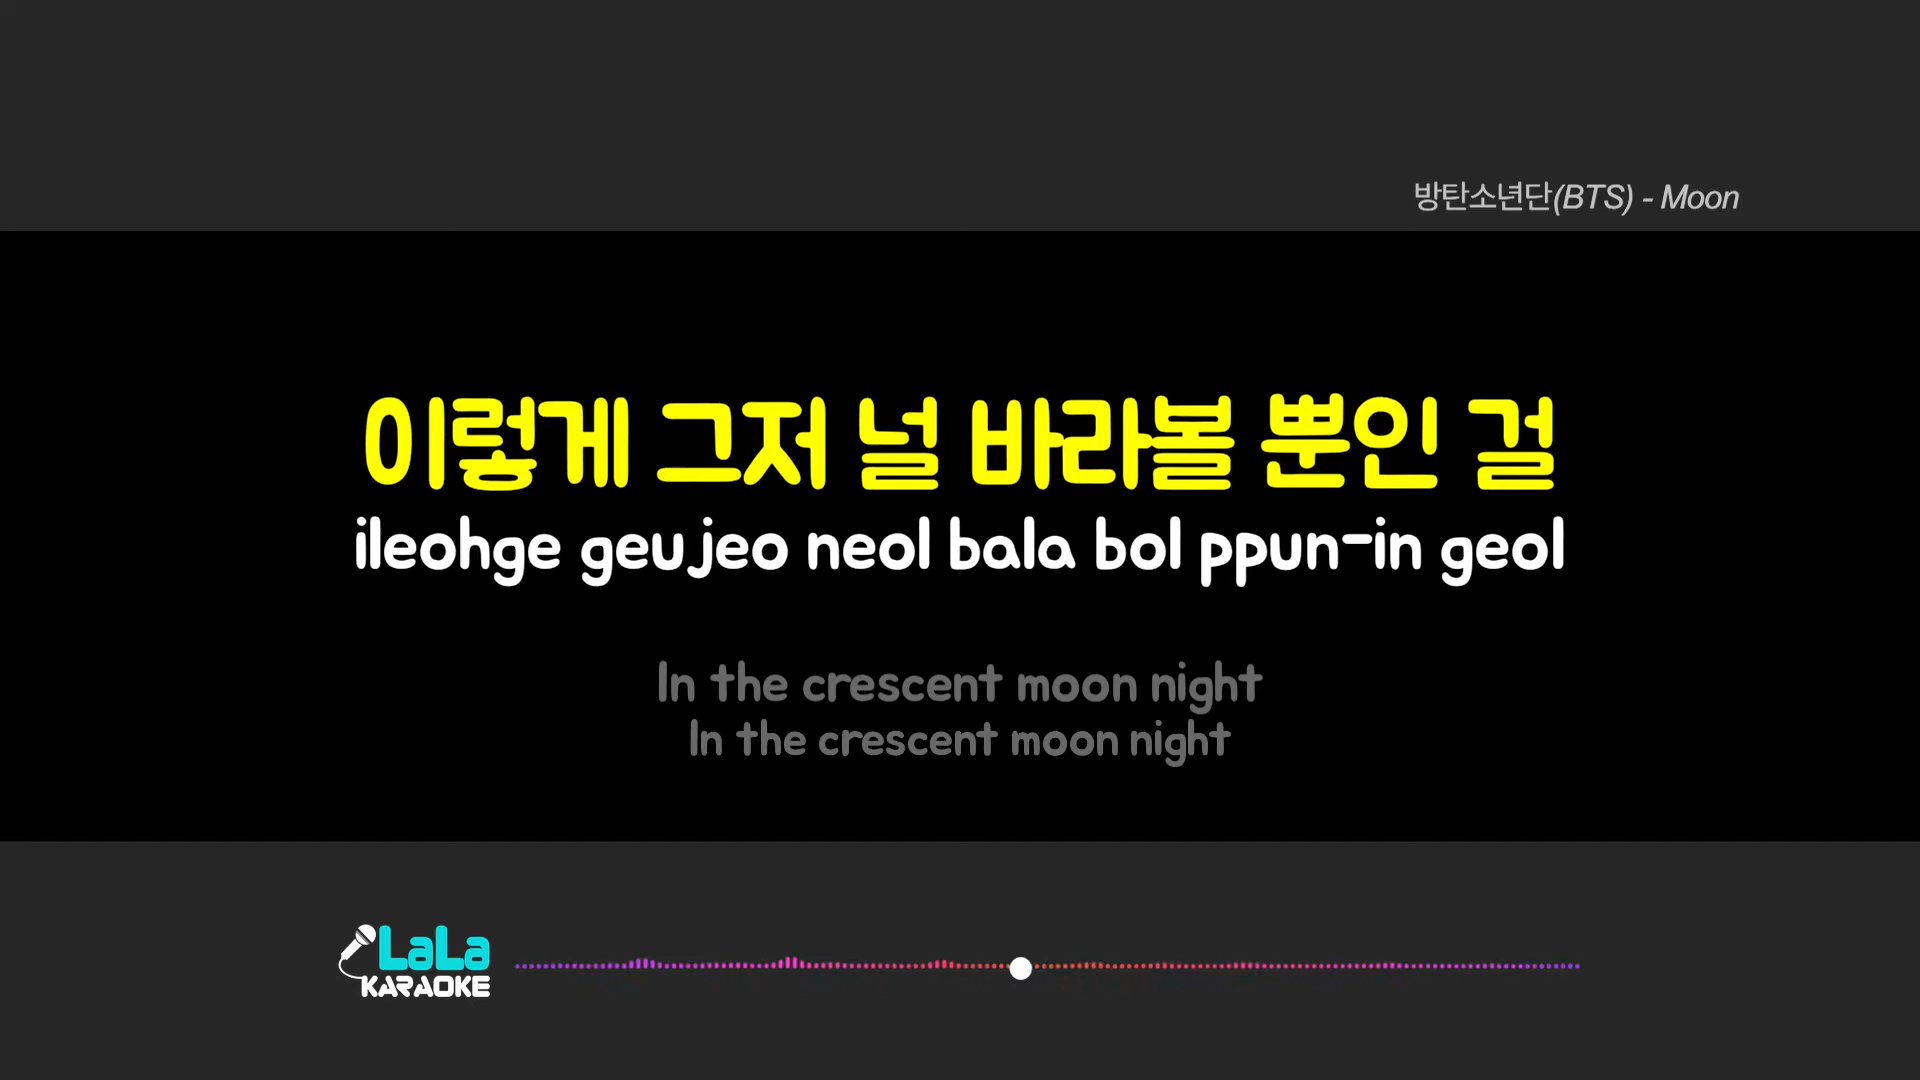 방탄소년단(BTS) - Moon
이렇게 그저 널 바라볼 뿐인 걸
ileohge geujeo neol bala bol ppun-in geol
In the crescent moon night
In the crescent moon night
LaLa
KARAOKE